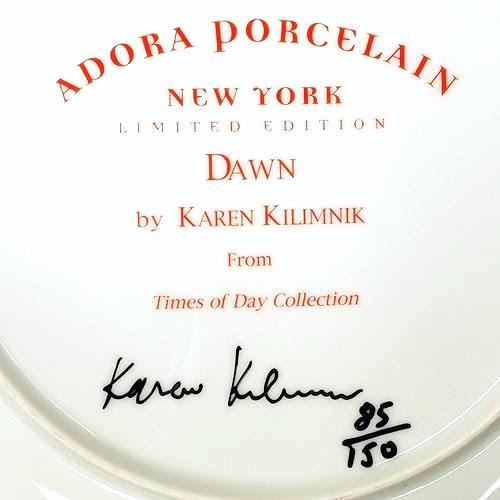 ADORA PORCELAIN
NEW YORK
LIMITED EDITION
DAWN
by KAREN KILIMNIK
From
Times of Day Collection
Karen Kilimnik
85/150